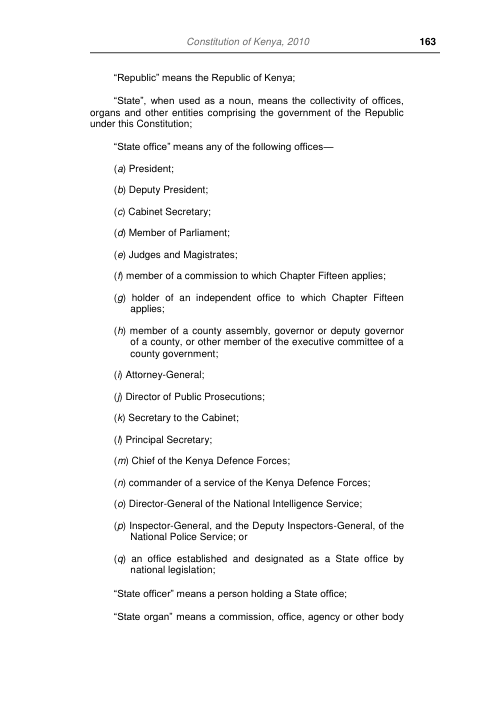 Constitution of Kenya, 2010 163
“Republic” means the Republic of Kenya;
“State”, when used as a noun, means the collectivity of offices,
organs and other entities comprising the government of the Republic
under this Constitution;
“State office” means any of the following offices—
(a) President;
(b) Deputy President;
(c) Cabinet Secretary;
(d) Member of Parliament;
(e) Judges and Magistrates;
(f) member of a commission to which Chapter Fifteen applies;
(g) holder of an independent office to which Chapter Fifteen
applies;
(h) member of a county assembly, governor or deputy governor
of a county, or other member of the executive committee of a
county government;
(i) Attorney-General;
(j) Director of Public Prosecutions;
(k) Secretary to the Cabinet;
(l) Principal Secretary;
(m) Chief of the Kenya Defence Forces;
(n) commander of a service of the Kenya Defence Forces;
(o) Director-General of the National Intelligence Service;
(p) Inspector-General, and the Deputy Inspectors-General, of the
National Police Service; or
(q) an office established and designated as a State office by
national legislation;
“State officer” means a person holding a State office;
“State organ” means a commission, office, agency or other body